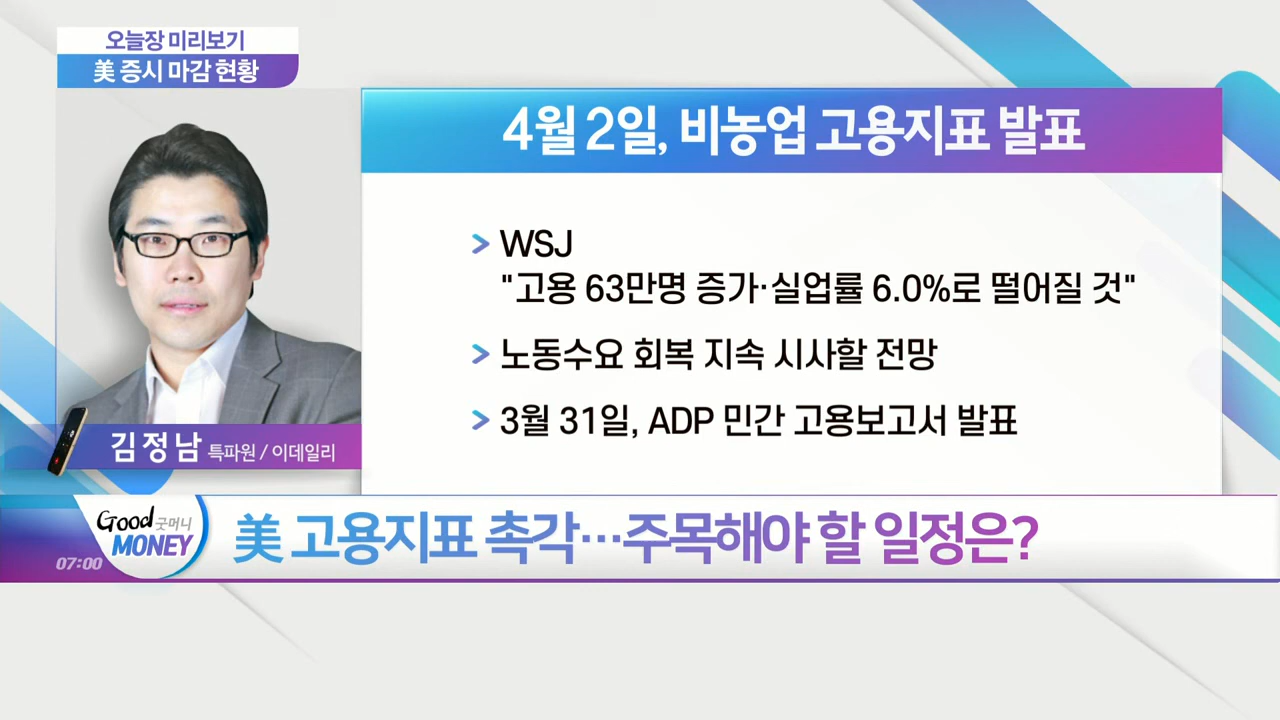 오늘장 미리보기
美 증시 마감 현황
4월 2일, 비농업 고용지표 발표
> WSJ
"고용 63만명 증가·실업률 6.0%로 떨어질 것"
> 노동수요 회복 지속 시사할 전망
> 3월 31일, ADP 민간 고용보고서 발표
김정남 특파원 / 이데일리
Good 굿머니
MONEY
07:00
美 고용지표 촉각…주목해야 할 일정은?